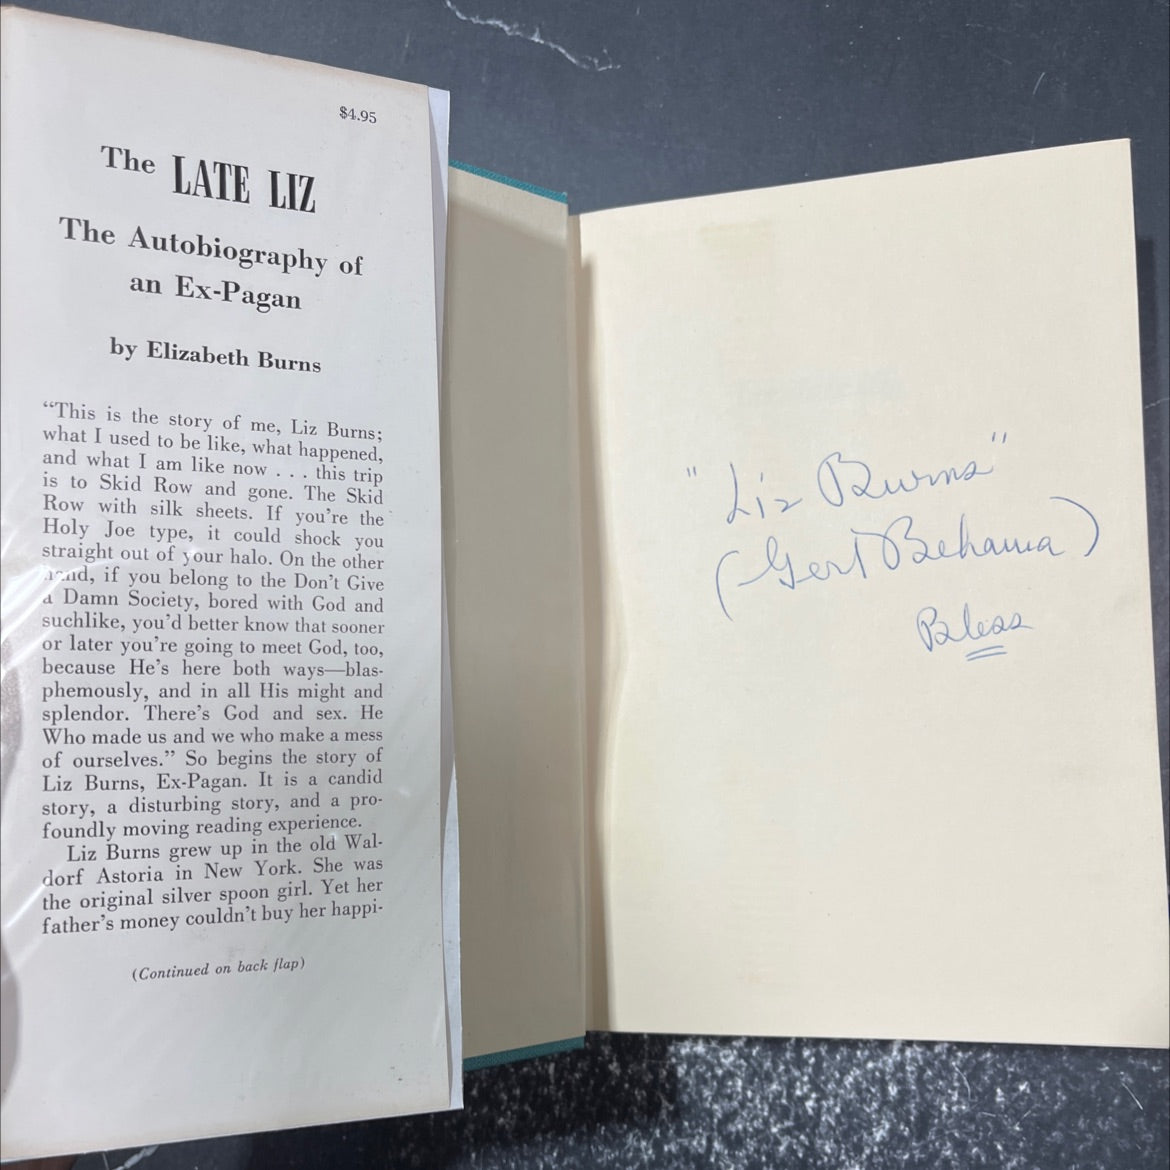 $4.95
The LATE LIZ
The Autobiography of
an Ex-Pagan
by Elizabeth Burns
“This is the story of me, Liz Burns;
what I used to be like, what happened,
and what I am like now . . . this trip
is to Skid Row and gone. The Skid
Row with silk sheets. If you're the
Holy Joe type, it could shock you
straight out of your halo. On the other
hand, if you belong to the Don't Give
a Damn Society, bored with God and
suchlike, you'd better know that sooner
or later you're going to meet God, too,
because He's here both ways—blas-
phemously, and in all His might and
splendor. There's God and sex. He
Who made us and we who make a mess
of ourselves.” So begins the story of
Liz Burns, Ex-Pagan. It is a candid
story, a disturbing story, and a pro-
foundly moving reading experience.
Liz Burns grew up in the old Wal-
dorf Astoria in New York. She was
the original silver spoon girl. Yet her
father's money couldn't buy her happi-
(Continued on back flap)
"Liz Burns"
(Gert Behanna)
Bless